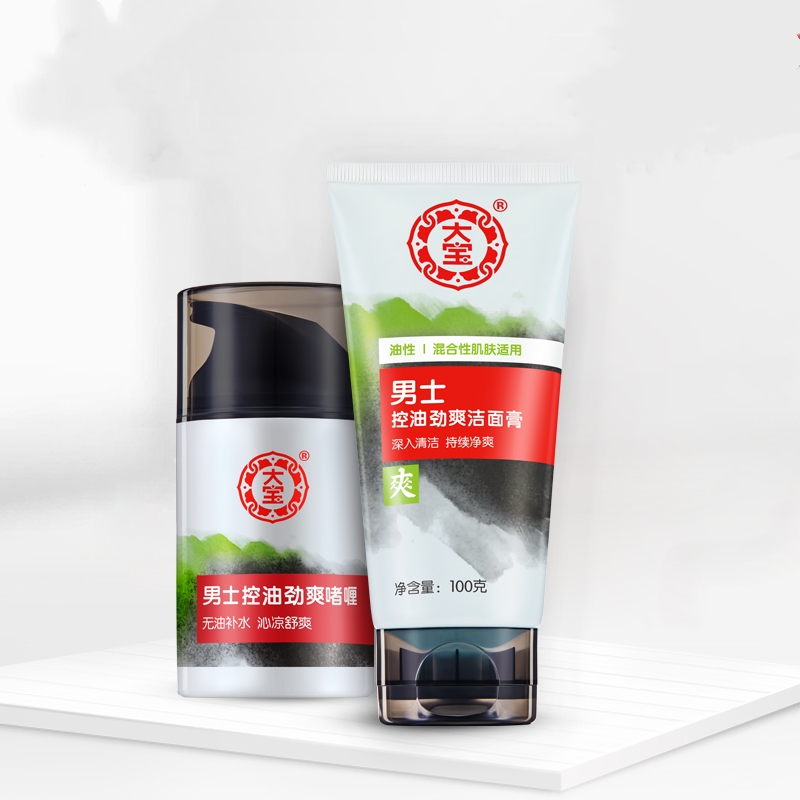 大宝
®
油性 | 混合性肌肤适用
男士
控油劲爽洁面膏
深入清洁 持续净爽
爽
净含量：100克
大宝
®
男士控油劲爽啫喱
无油补水 沁凉舒爽